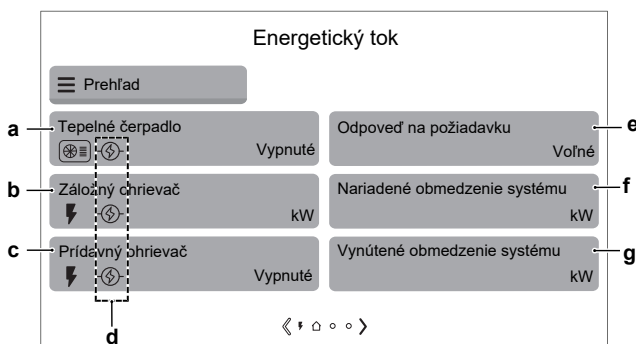 Energetický tok
Prehľad
a
Tepelné čerpadlo
Vypnuté
Odpoveď na požiadavku
Voľné
e
b
Záložný ohrievač
kW
Nariadené obmedzenie systému
kW
f
c
Prídavný ohrievač
Vypnuté
Vynútené obmedzenie systému
kW
g
d